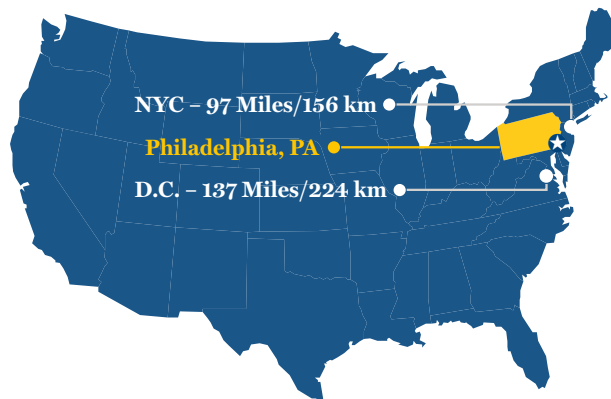 NYC – 97 Miles/156 km
Philadelphia, PA
D.C. – 137 Miles/224 km